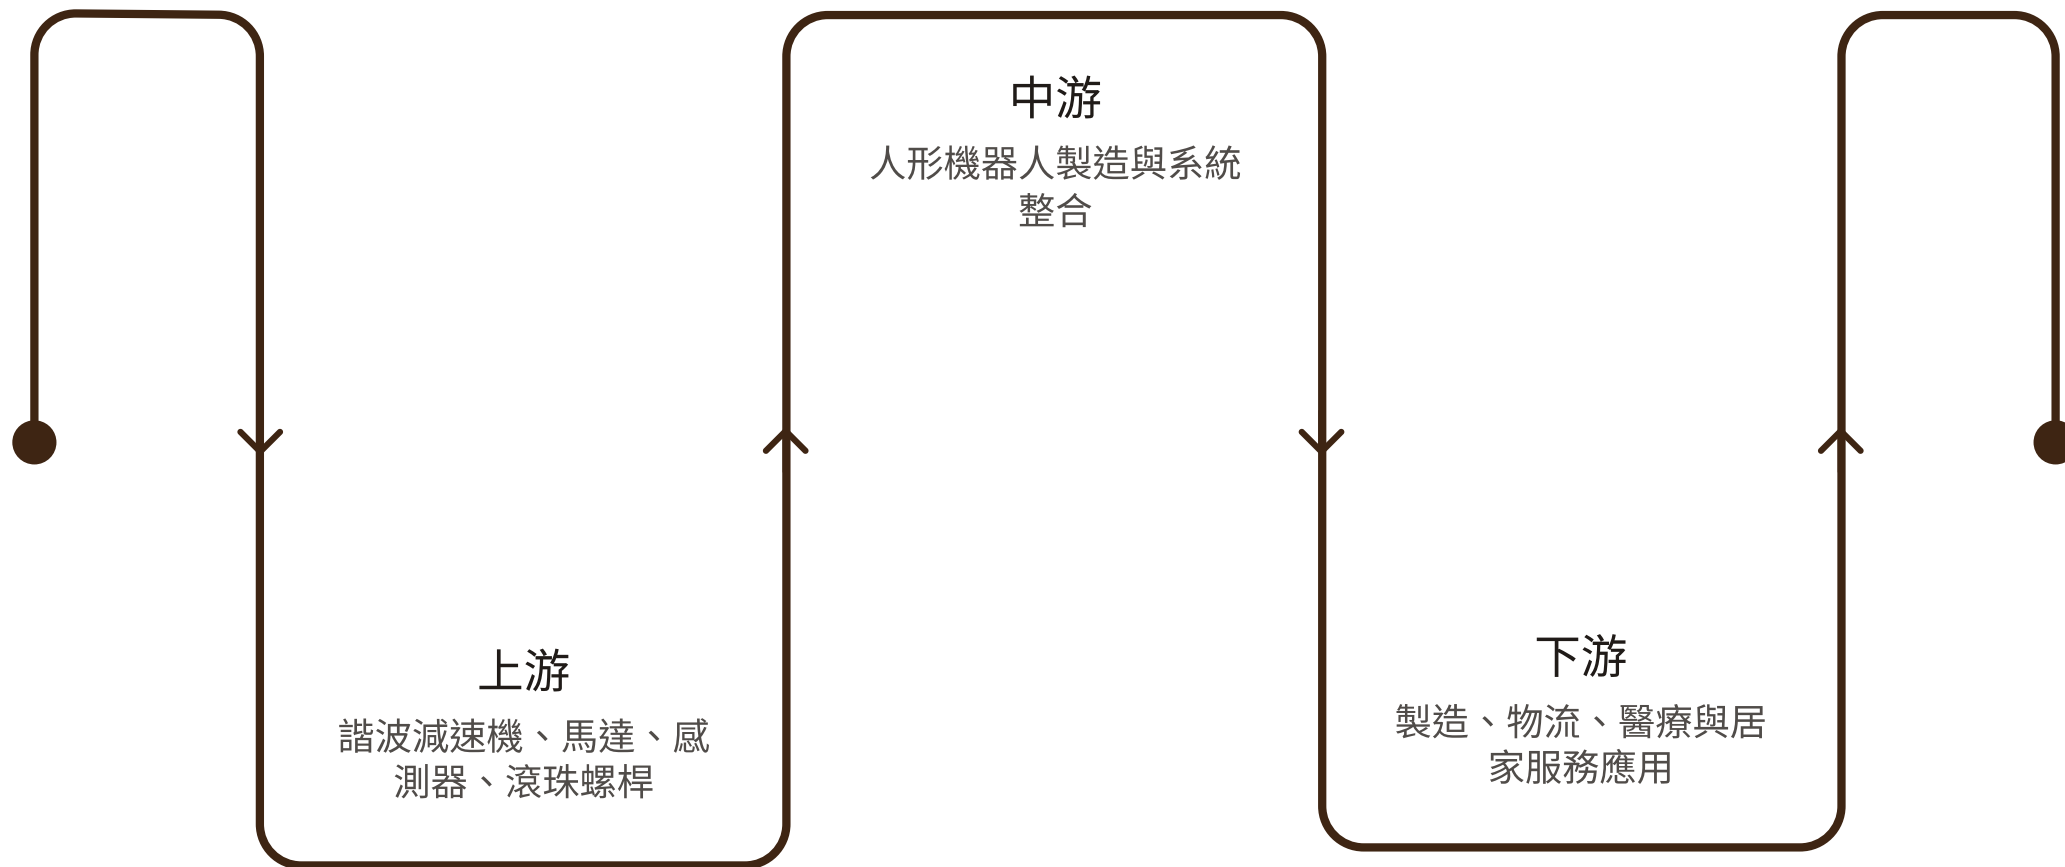 中游
人形機器人製造與系統
整合
上游
諧波減速機、馬達、感
測器、滾珠螺桿
下游
製造、物流、醫療與居
家服務應用